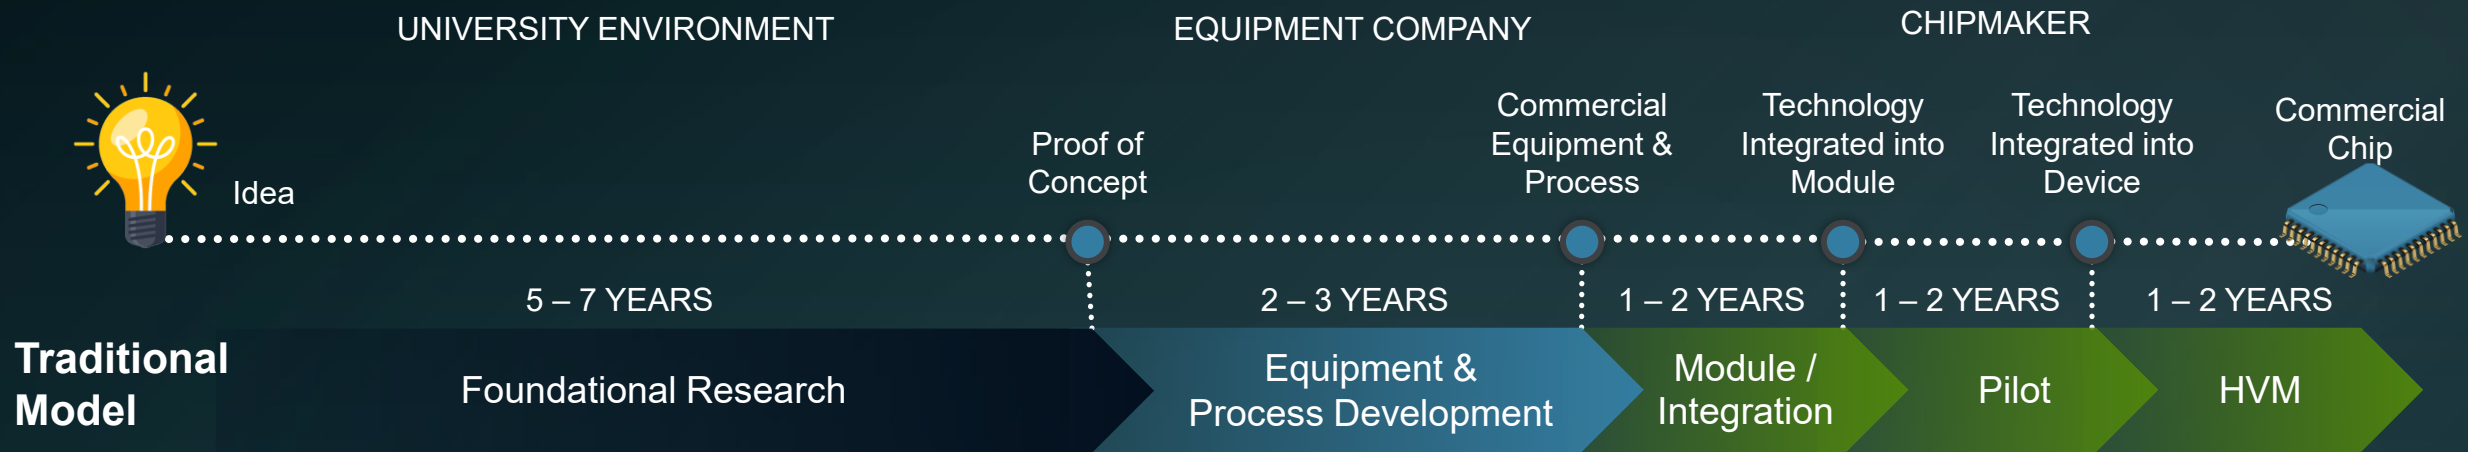 UNIVERSITY ENVIRONMENT
EQUIPMENT COMPANY
CHIPMAKER
Idea
Proof of
Concept
Commercial
Equipment &
Process
Technology
Integrated into
Module
Technology
Integrated into
Device
Commercial
Chip
5 – 7 YEARS
2 – 3 YEARS
1 – 2 YEARS
1 – 2 YEARS
1 – 2 YEARS
Traditional
Model
Foundational Research
Equipment &
Process Development
Module /
Integration
Pilot
HVM